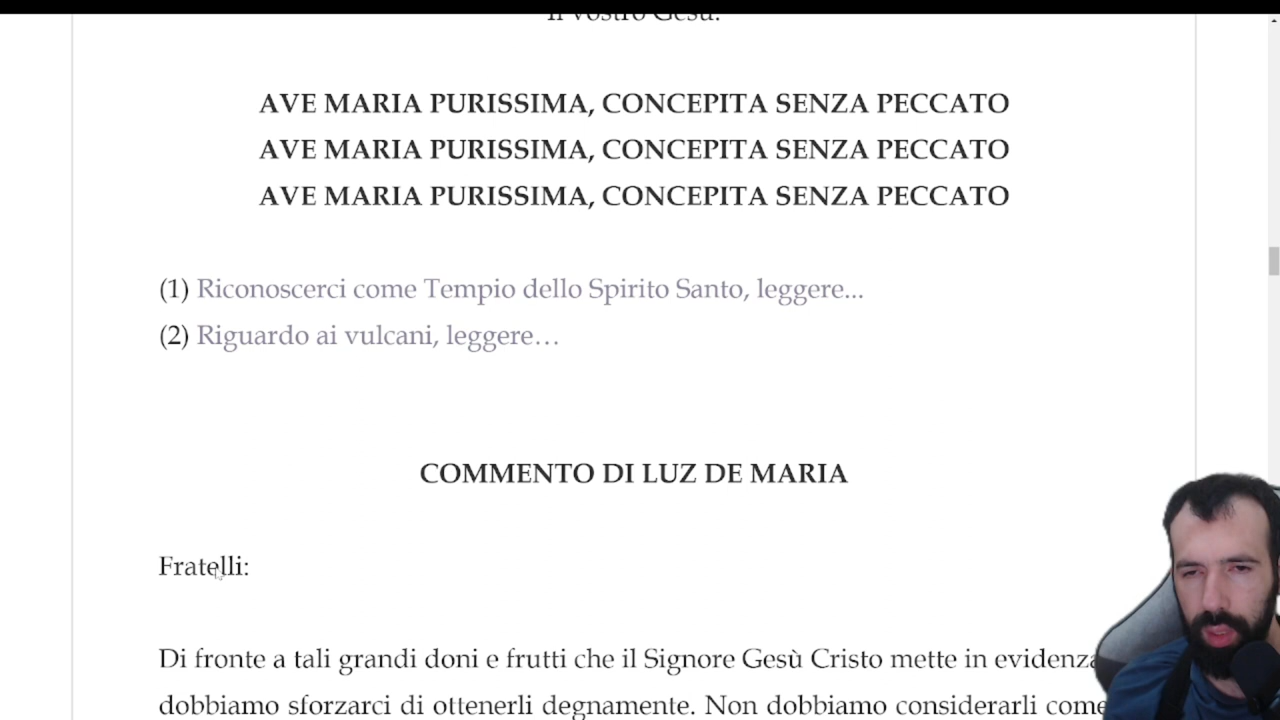 Il vostro Gesù.
AVE MARIA PURISSIMA, CONCEPITA SENZA PECCATO
AVE MARIA PURISSIMA, CONCEPITA SENZA PECCATO
AVE MARIA PURISSIMA, CONCEPITA SENZA PECCATO
(1) Riconoscerci come Tempio dello Spirito Santo, leggere...
(2) Riguardo ai vulcani, leggere…
COMMENTO DI LUZ DE MARIA
Fratelli:
Di fronte a tali grandi doni e frutti che il Signore Gesù Cristo mette in evidenza
dobbiamo sforzarci di ottenerli degnamente. Non dobbiamo considerarli come